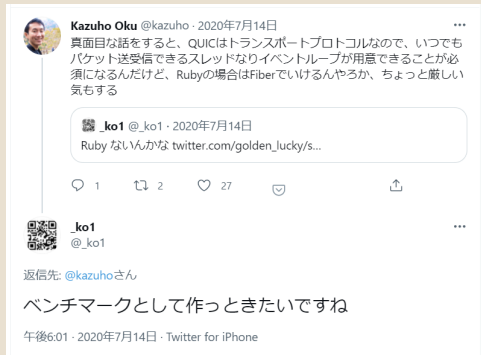 Kazuho Oku @kazuho · 2020年7月14日
真面目な話をすると、QUICはトランスポートプロトコルなので、いつでも
パケット送受信できるスレッドなりイベントループが用意できることが必
須になるんだけど、Rubyの場合はFiberでいけるんやろか、ちょっと厳しい
気もする
_ko1 @_ko1 · 2020年7月14日
Ruby ないんかな twitter.com/golden_lucky/s...
1 2 27
_ko1
@_ko1
返信先: @kazuhoさん
ベンチマークとして作っときたいですね
午後6:01 · 2020年7月14日 · Twitter for iPhone